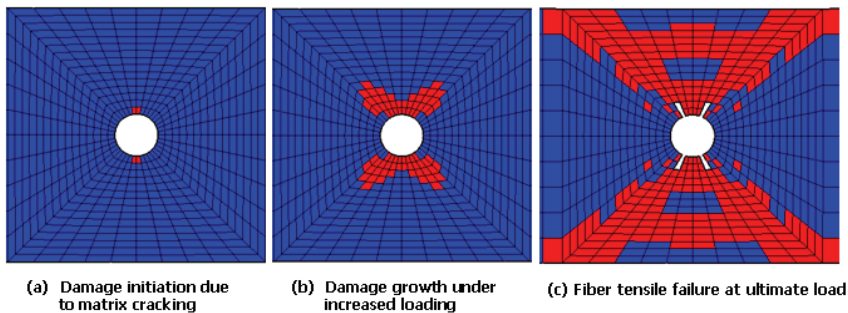 (a) Damage initiation due
to matrix cracking
(b) Damage growth under
increased loading
(c) Fiber tensile failure at ultimate load